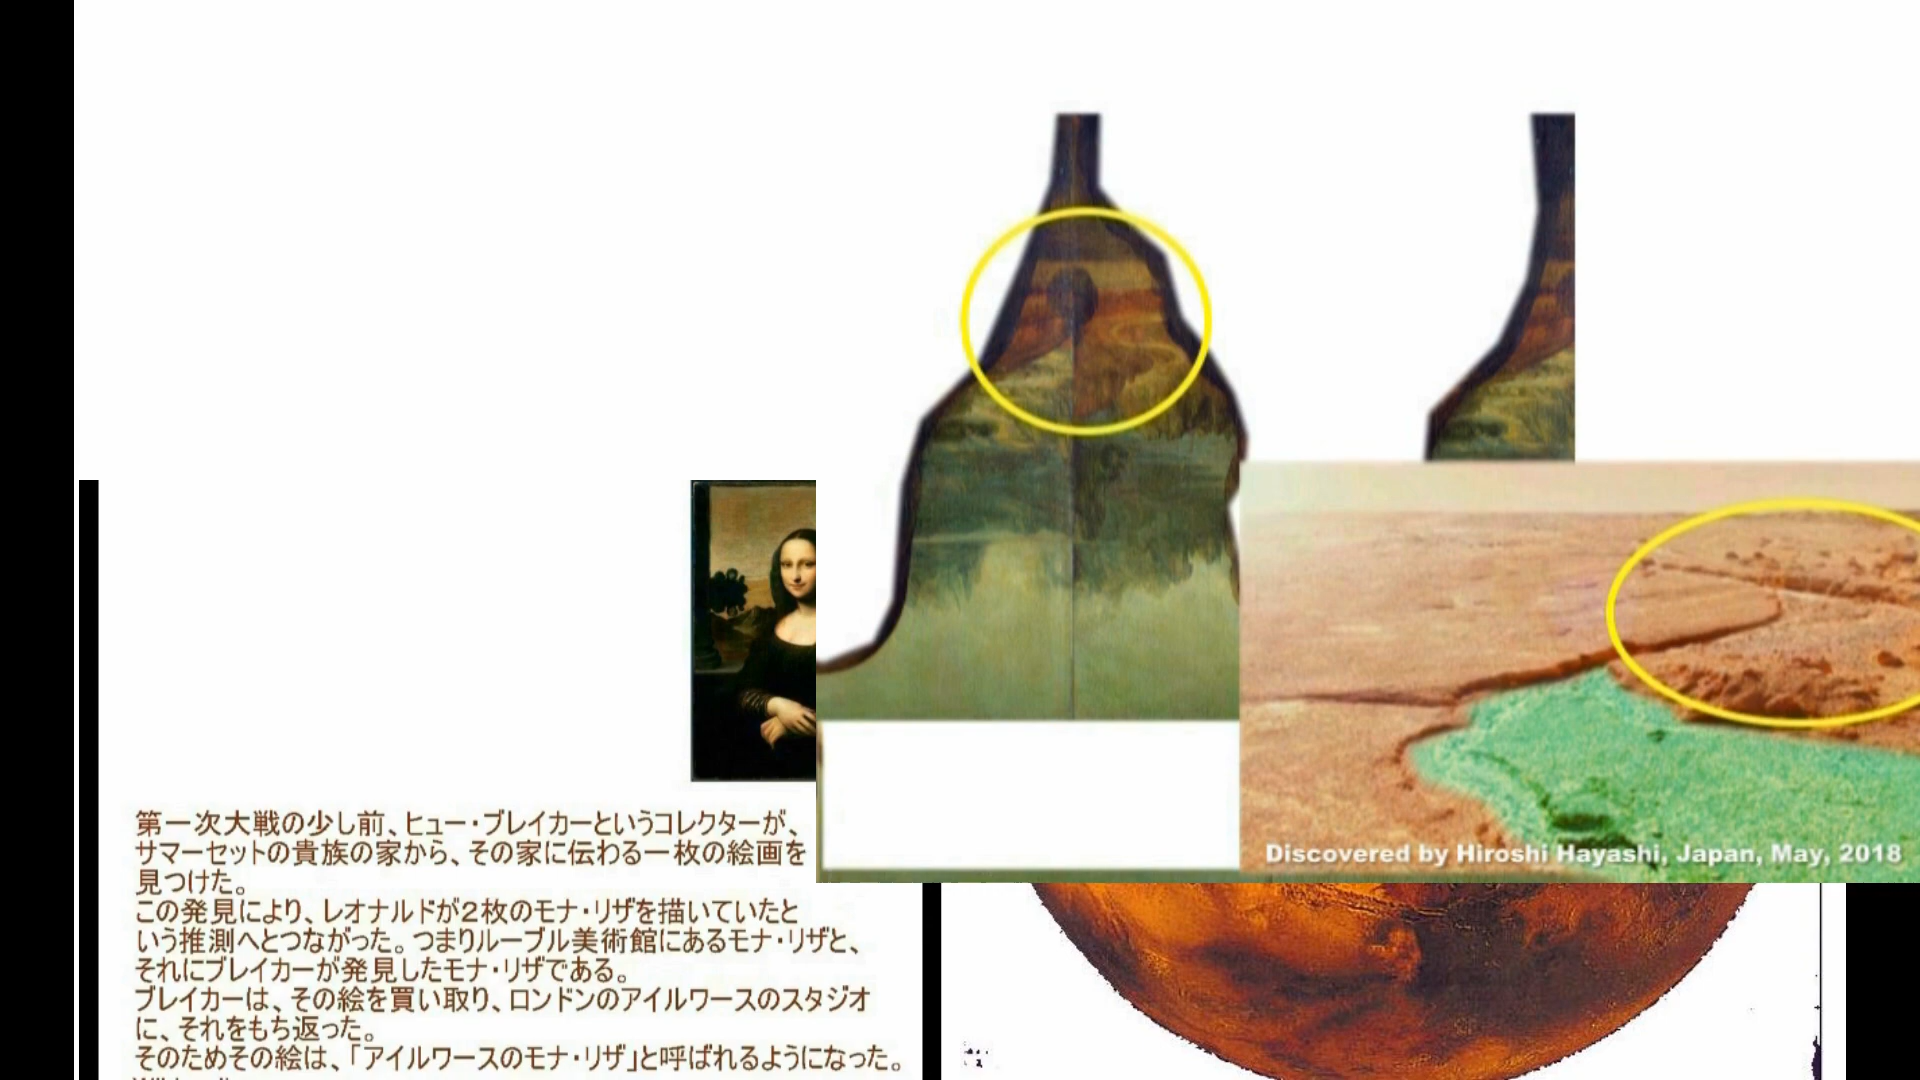 第一次大戦の少し前、ヒュー・ブレイカーというコレクターが、
サマーセットの貴族の家から、その家に伝わる一枚の絵画を
見つけた。
この発見により、レオナルドが２枚のモナ・リザを描いていたと
いう推測へとつながった。つまりルーブル美術館にあるモナ・リザと、
それにブレイカーが発見したモナ・リザである。
ブレイカーは、その絵を買い取り、ロンドンのアイルワースのスタジオ
に、それをもち返った。
そのためその絵は、「アイルワースのモナ・リザ」と呼ばれるようになった。
Discovered by Hiroshi Hayashi, Japan, May, 2018